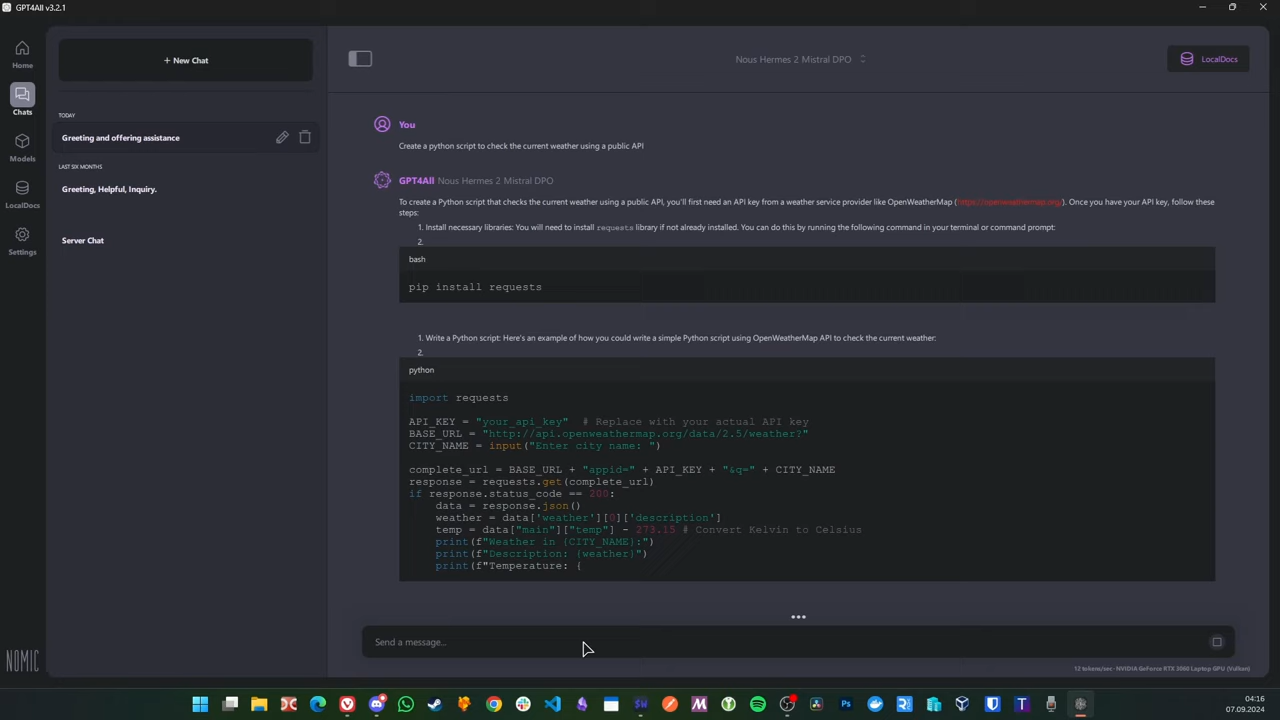 GPT4All v3.2.1
Home
Chats
Models
LocalDocs
Settings
NOMIC
+ New Chat
TODAY
Greeting and offering assistance
LAST SIX MONTHS
Greeting, Helpful, Inquiry.
Server Chat
Nous Hermes 2 Mistral DPO
LocalDocs
You
Create a python script to check the current weather using a public API
GPT4All Nous Hermes 2 Mistral DPO
To create a Python script that checks the current weather using a public API, you'll first need an API key from a weather service provider like OpenWeatherMap (https://openweathermap.org/). Once you have your API key, follow these
steps:
1. Install necessary libraries: You will need to install requests library if not already installed. You can do this by running the following command in your terminal or command prompt:
2.
bash
pip install requests
1. Write a Python script: Here's an example of how you could write a simple Python script using OpenWeatherMap API to check the current weather:
2.
python
import requests
API_KEY = "your_api_key"  # Replace with your actual API key
BASE_URL = "http://api.openweathermap.org/data/2.5/weather?"
CITY_NAME = input("Enter city name: ")
complete_url = BASE_URL + "appid=" + API_KEY + "&q=" + CITY_NAME
response = requests.get(complete_url)
if response.status_code == 200:
    data = response.json()
    weather = data['weather'][0]['description']
    temp = data["main"]["temp"] - 273.15 # Convert Kelvin to Celsius
    print(f"Weather in {CITY_NAME}:")
    print(f"Description: {weather}")
    print(f"Temperature: {
Send a message...
12 tokens/sec · NVIDIA GeForce RTX 3060 Laptop GPU (Vulkan)
04:16
07.09.2024